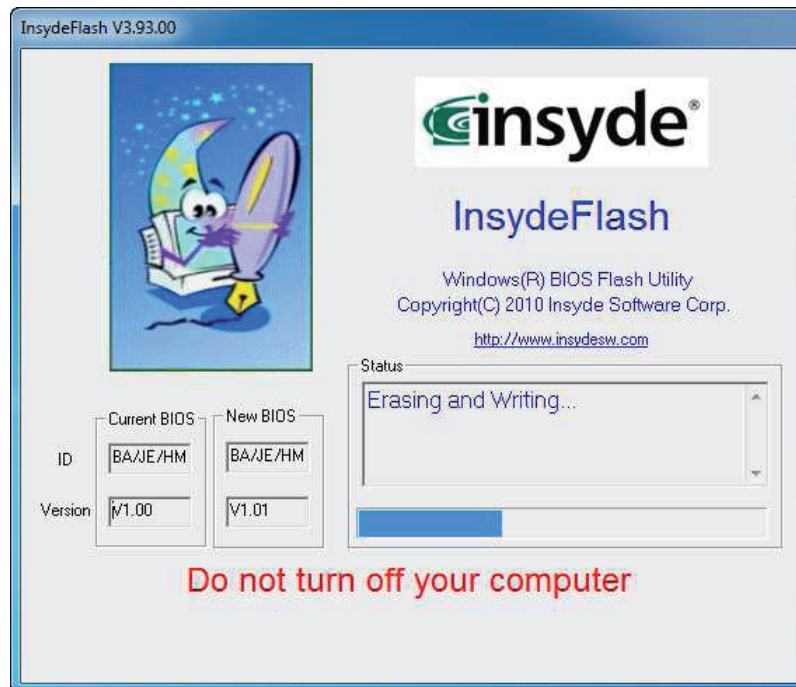 InsydeFlash V3.93.00
insyde®
InsydeFlash
Windows(R) BIOS Flash Utility
Copyright(C) 2010 Insyde Software Corp.
http://www.insydesw.com
Status
Erasing and Writing...
Current BIOS
New BIOS
ID
BA/JE/HM
BA/JE/HM
Version
V1.00
V1.01
Do not turn off your computer